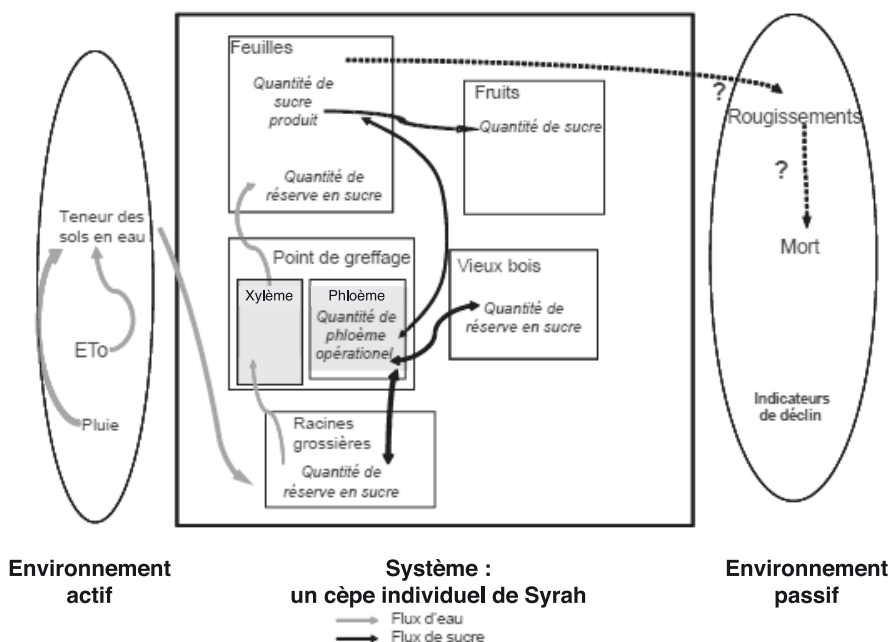 Feuilles
Quantité de
sucre
produit
Quantité de
réserve en sucre
Fruits
Quantité de sucre
?
Rougissements
?
Mort
Teneur des
sols en eau
ETo
Pluie
Point de greffage
Xylème
Phloème
Quantité de
phloème
opérationel
Vieux bois
Quantité de
réserve en sucre
Racines
grossières
Quantité de
réserve en sucre
Indicateurs
de déclin
Environnement
actif
Système :
un cèpe individuel de Syrah
Environnement
passif
Flux d'eau
Flux de sucre